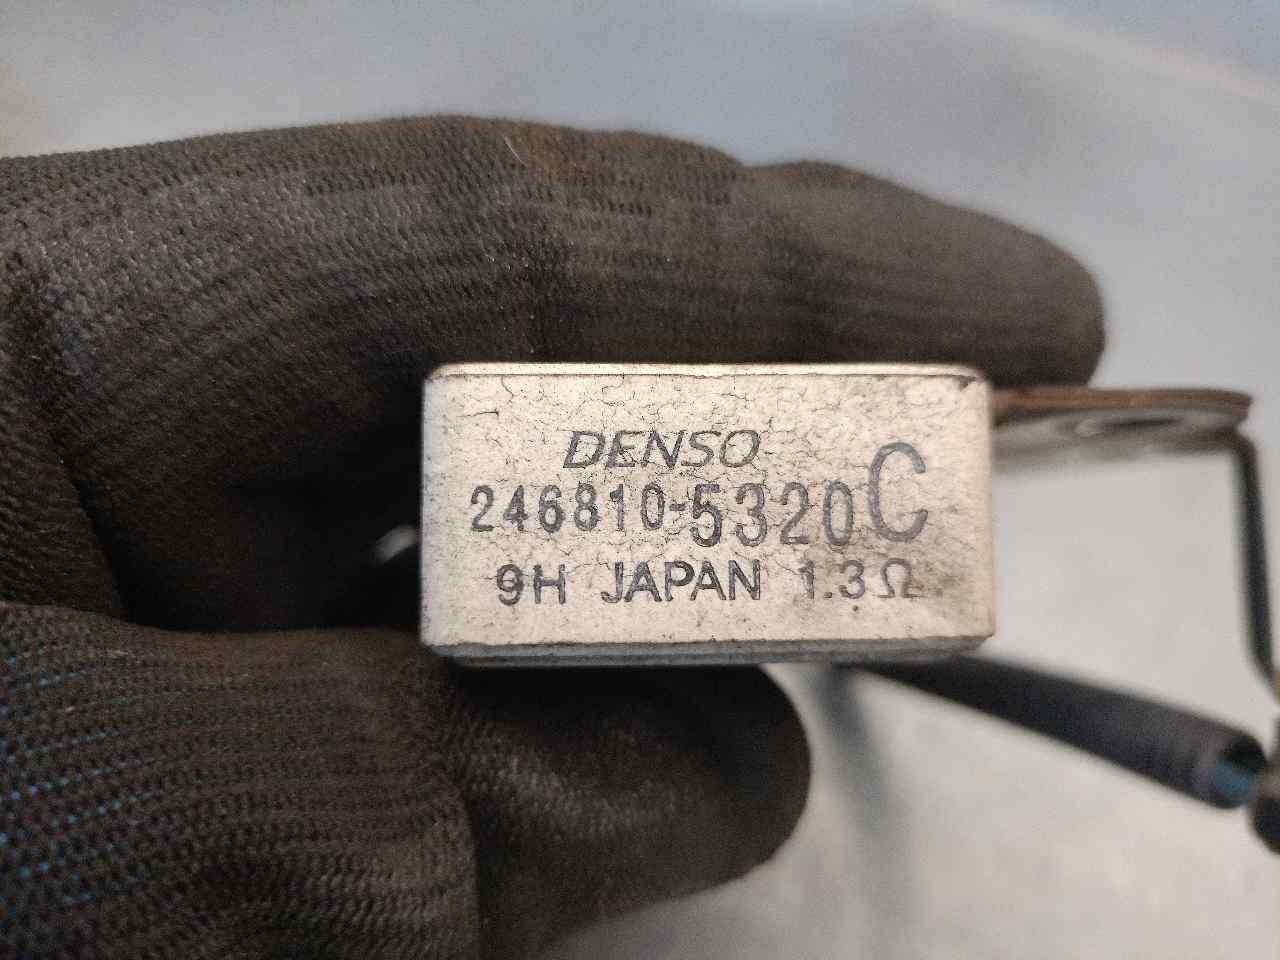 DENSO
246810-5320C
9H JAPAN 1.3Ω